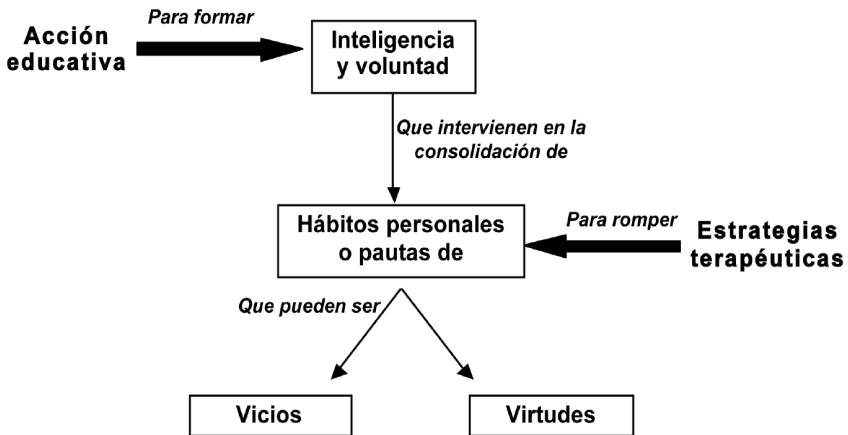 Para formar
Acción
educativa
Inteligencia
y voluntad
Que intervienen en la
consolidación de
Hábitos personales
o pautas de
Para romper
Estrategias
terapéuticas
Que pueden ser
Vicios
Virtudes